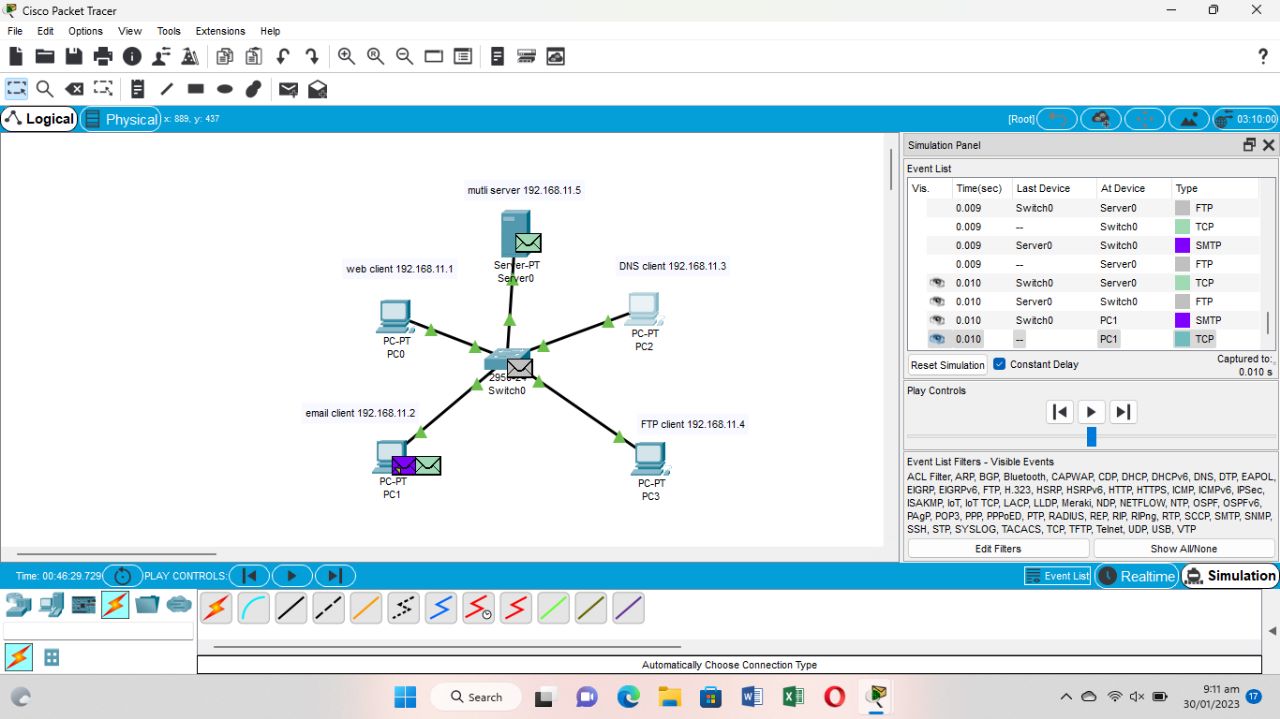 Cisco Packet Tracer
File Edit Options View Tools Extensions Help
?
Logical Physical x: 889, y: 437 [Root] 03:10:00
Simulation Panel
Event List
Vis. Time(sec) Last Device At Device Type
0.009 Switch0 Server0 FTP
0.009 -- Switch0 TCP
0.009 Server0 Switch0 SMTP
0.009 -- Server0 FTP
0.010 Switch0 Server0 TCP
0.010 Server0 Switch0 FTP
0.010 Switch0 PC1 SMTP
0.010 -- PC1 TCP
Reset Simulation Constant Delay Captured to:
0.010 s
Play Controls
Event List Filters - Visible Events
ACL Filter, ARP, BGP, Bluetooth, CAPWAP, CDP, DHCP, DHCPv6, DNS, DTP, EAPOL,
EIGRP, EIGRPv6, FTP, H.323, HSRP, HSRPv6, HTTP, HTTPS, ICMP, ICMPv6, IPSec,
ISAKMP, IoT, IoT TCP, LACP, LLDP, Meraki, NDP, NETFLOW, NTP, OSPF, OSPFv6,
PAgP, POP3, PPP, PPPoED, PTP, RADIUS, REP, RIP, RIPng, RTP, SCCP, SMTP, SNMP,
SSH, STP, SYSLOG, TACACS, TCP, TFTP, Telnet, UDP, USB, VTP
Edit Filters Show All/None
mutli server 192.168.11.5
Server-PT
Server0
web client 192.168.11.1
PC-PT
PC0
DNS client 192.168.11.3
PC-PT
PC2
2950-24
Switch0
email client 192.168.11.2
PC-PT
PC1
FTP client 192.168.11.4
PC-PT
PC3
Time: 00:46:29.729 PLAY CONTROLS: Event List Realtime Simulation
Automatically Choose Connection Type
Search
9:11 am
30/01/2023
17